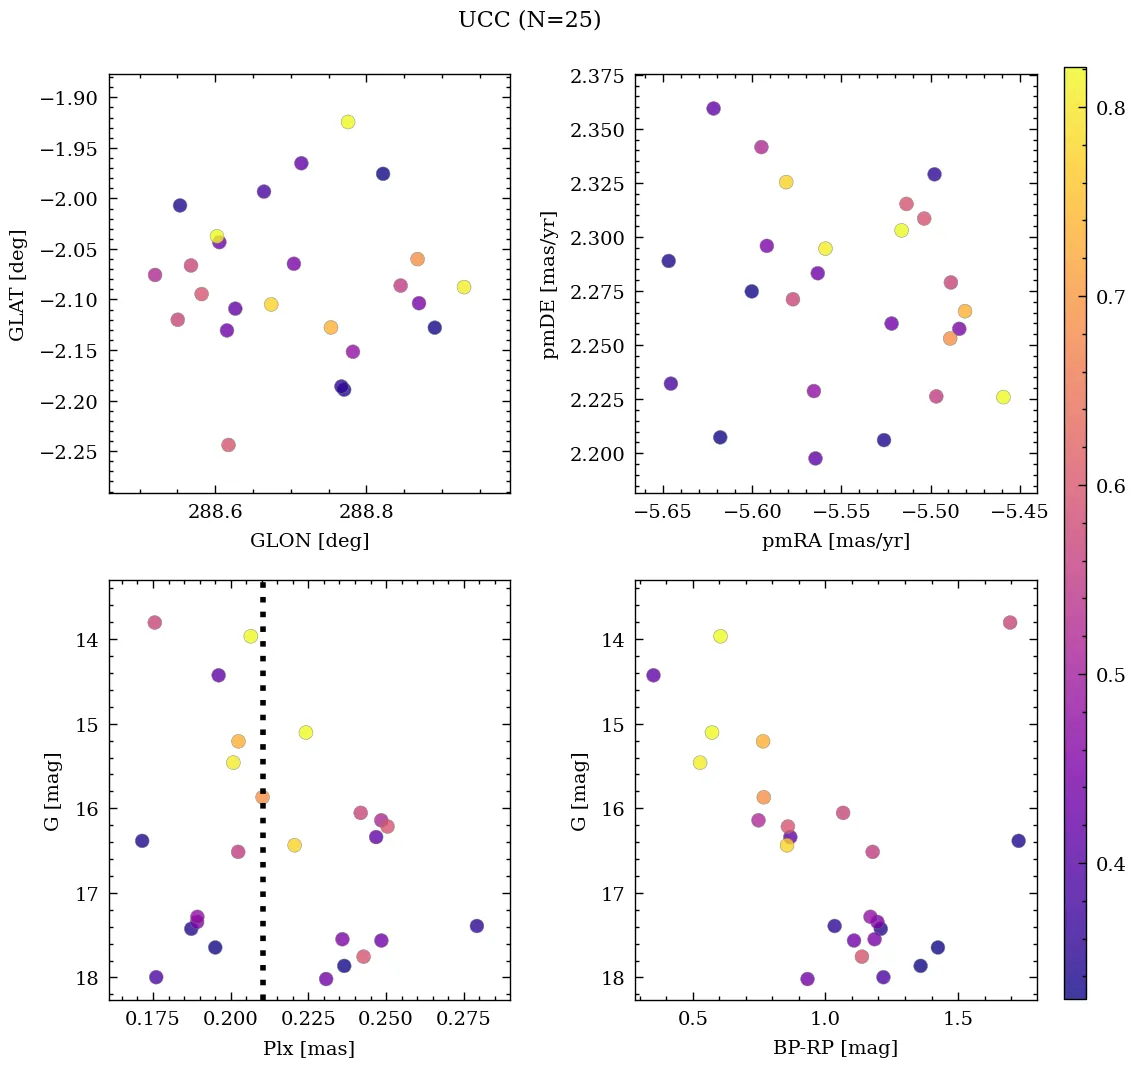 UCC (N=25)
−1.90
−1.95
−2.00
−2.05
−2.10
−2.15
−2.20
−2.25
GLAT [deg]
288.6 288.8
GLON [deg]
2.375
2.350
2.325
2.300
2.275
2.250
2.225
2.200
pmDE [mas/yr]
−5.65 −5.60 −5.55 −5.50 −5.45
pmRA [mas/yr]
14
15
16
17
18
G [mag]
0.175 0.200 0.225 0.250 0.275
Plx [mas]
14
15
16
17
18
G [mag]
0.5 1.0 1.5
BP-RP [mag]
0.8
0.7
0.6
0.5
0.4